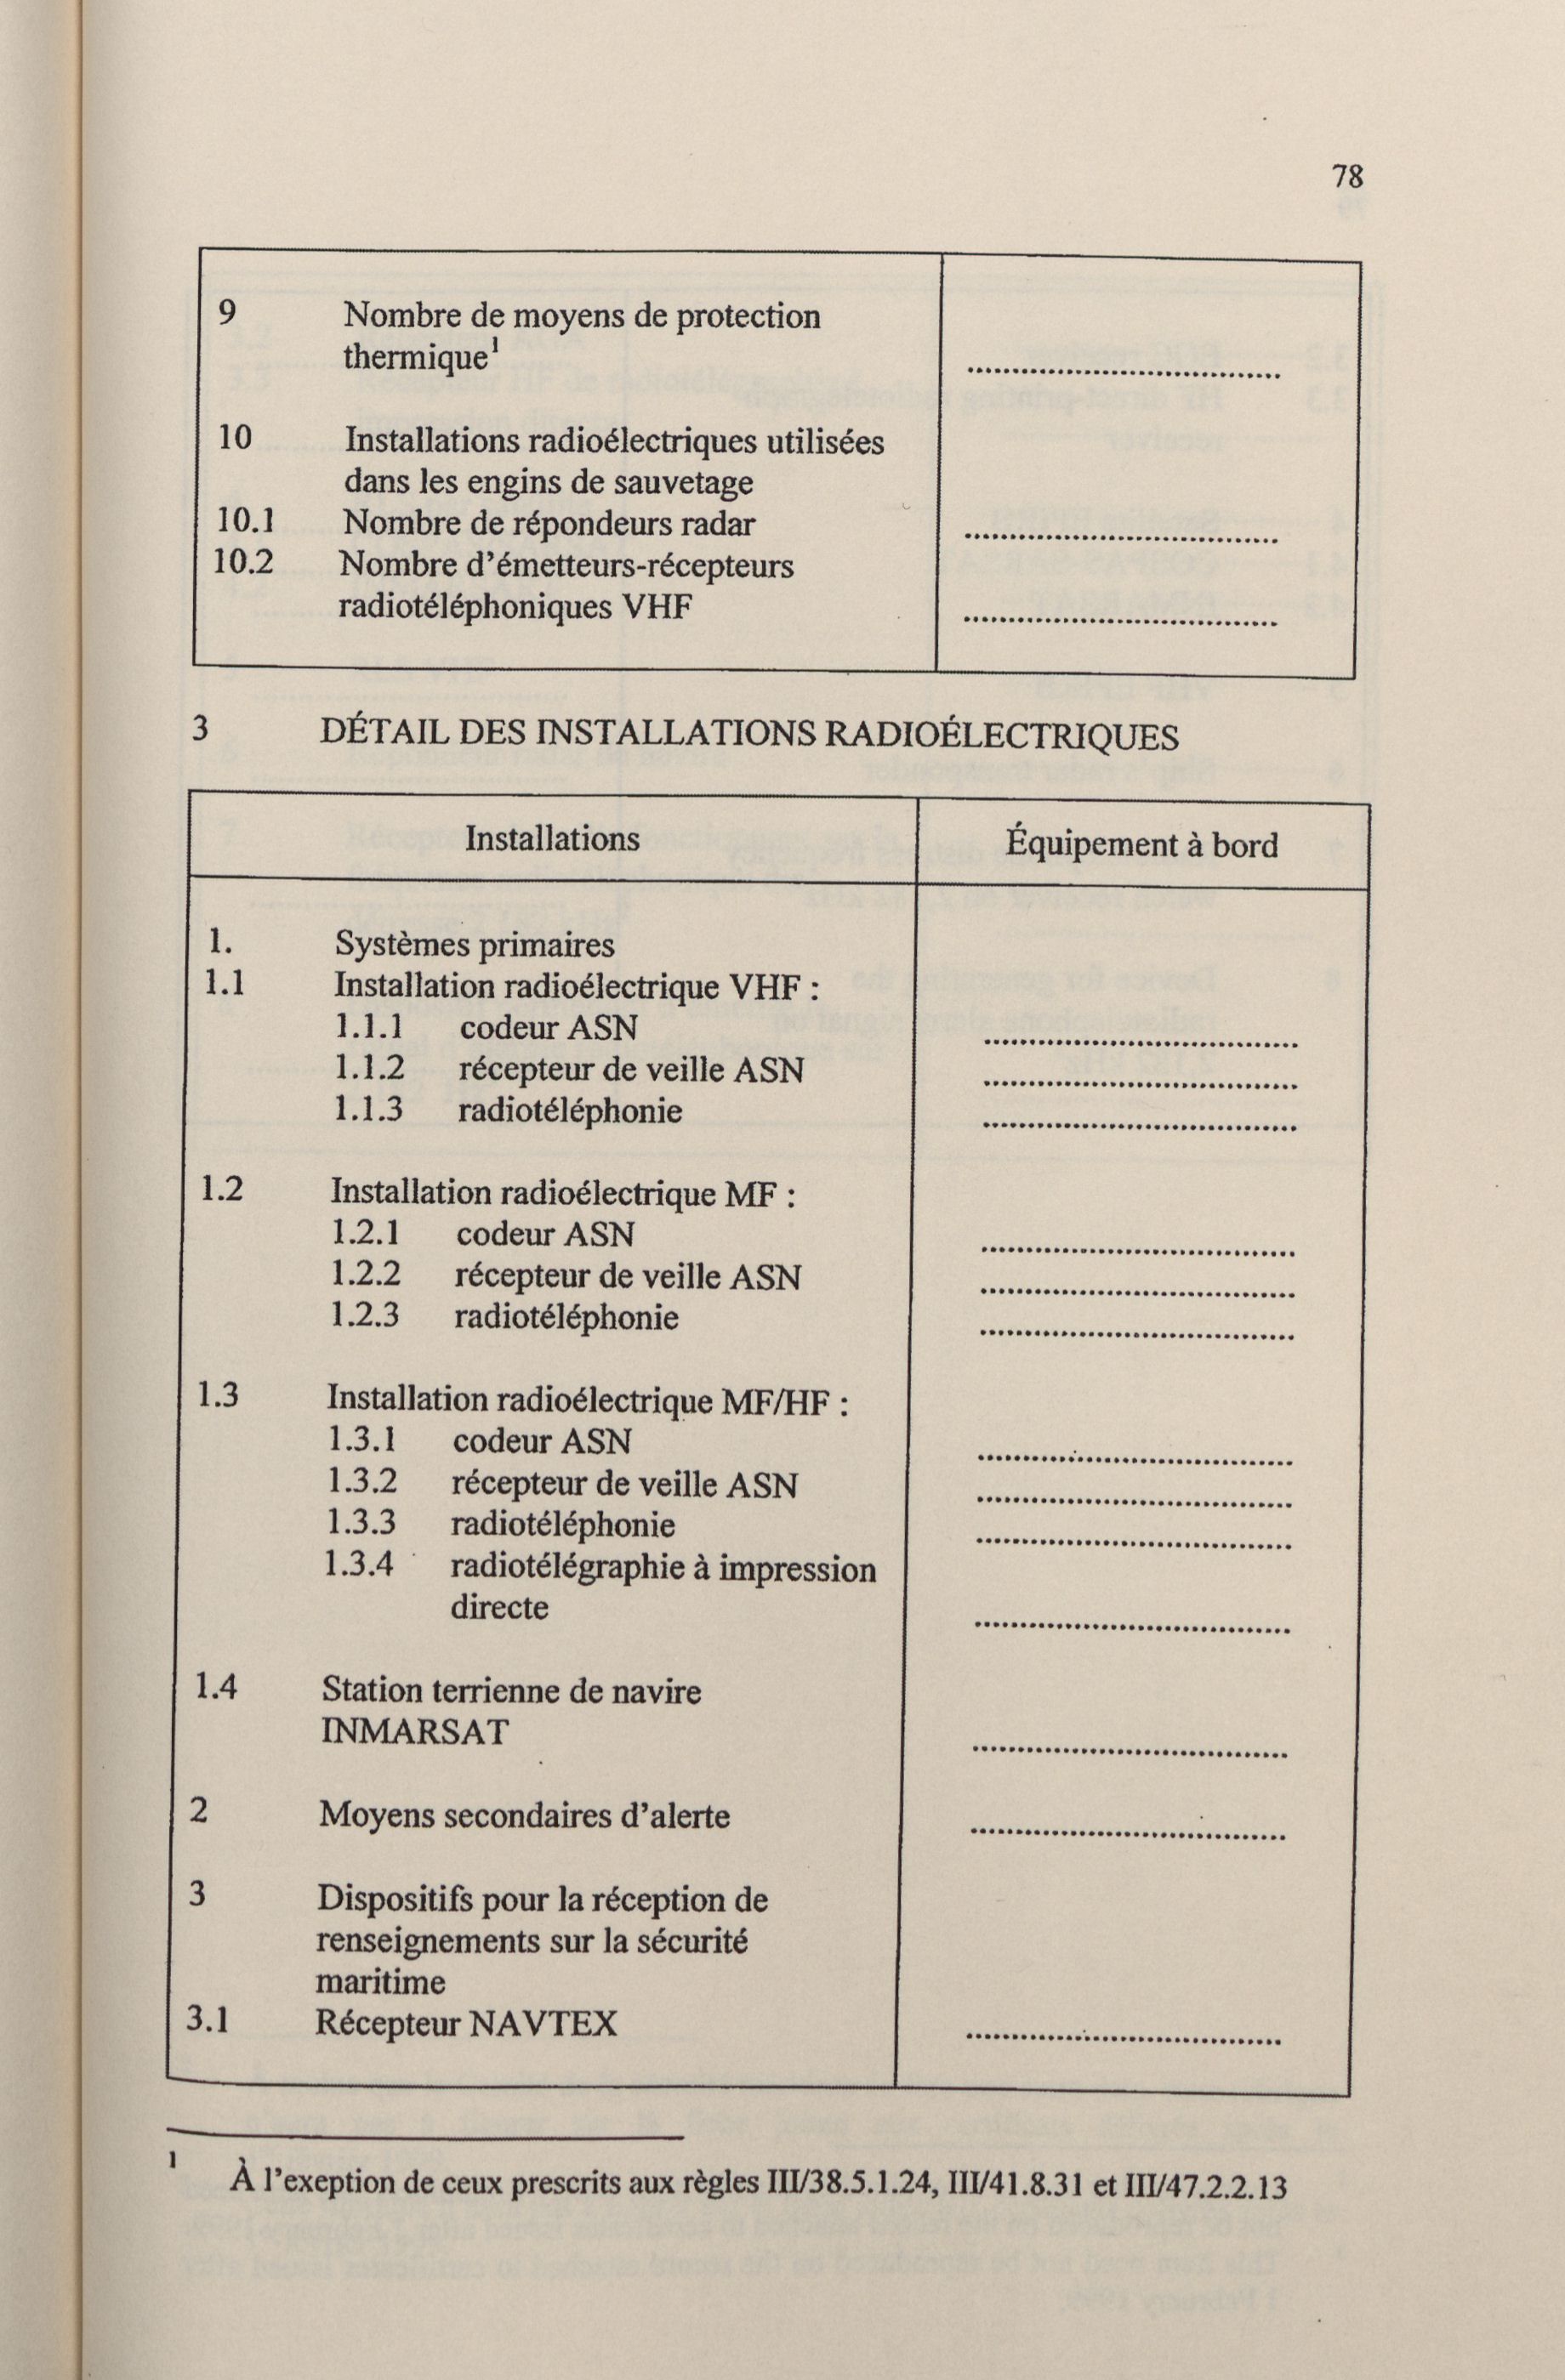 78
9 Nombre de moyens de protection
thermique¹ ..................................
10 Installations radioélectriques utilisées
dans les engins de sauvetage
10.1 Nombre de répondeurs radar ..................................
10.2 Nombre d'émetteurs-récepteurs
radiotéléphoniques VHF ..................................
3 DÉTAIL DES INSTALLATIONS RADIOÉLECTRIQUES
Installations Équipement à bord
1. Systèmes primaires
1.1 Installation radioélectrique VHF :
1.1.1 codeur ASN ..................................
1.1.2 récepteur de veille ASN ..................................
1.1.3 radiotéléphonie ..................................
1.2 Installation radioélectrique MF :
1.2.1 codeur ASN ..................................
1.2.2 récepteur de veille ASN ..................................
1.2.3 radiotéléphonie ..................................
1.3 Installation radioélectrique MF/HF :
1.3.1 codeur ASN ..................................
1.3.2 récepteur de veille ASN ..................................
1.3.3 radiotéléphonie ..................................
1.3.4 radiotélégraphie à impression
directe ..................................
1.4 Station terrienne de navire
INMARSAT ..................................
2 Moyens secondaires d'alerte ..................................
3 Dispositifs pour la réception de
renseignements sur la sécurité
maritime
3.1 Récepteur NAVTEX ..................................
¹ À l'exeption de ceux prescrits aux règles III/38.5.1.24, III/41.8.31 et III/47.2.2.13